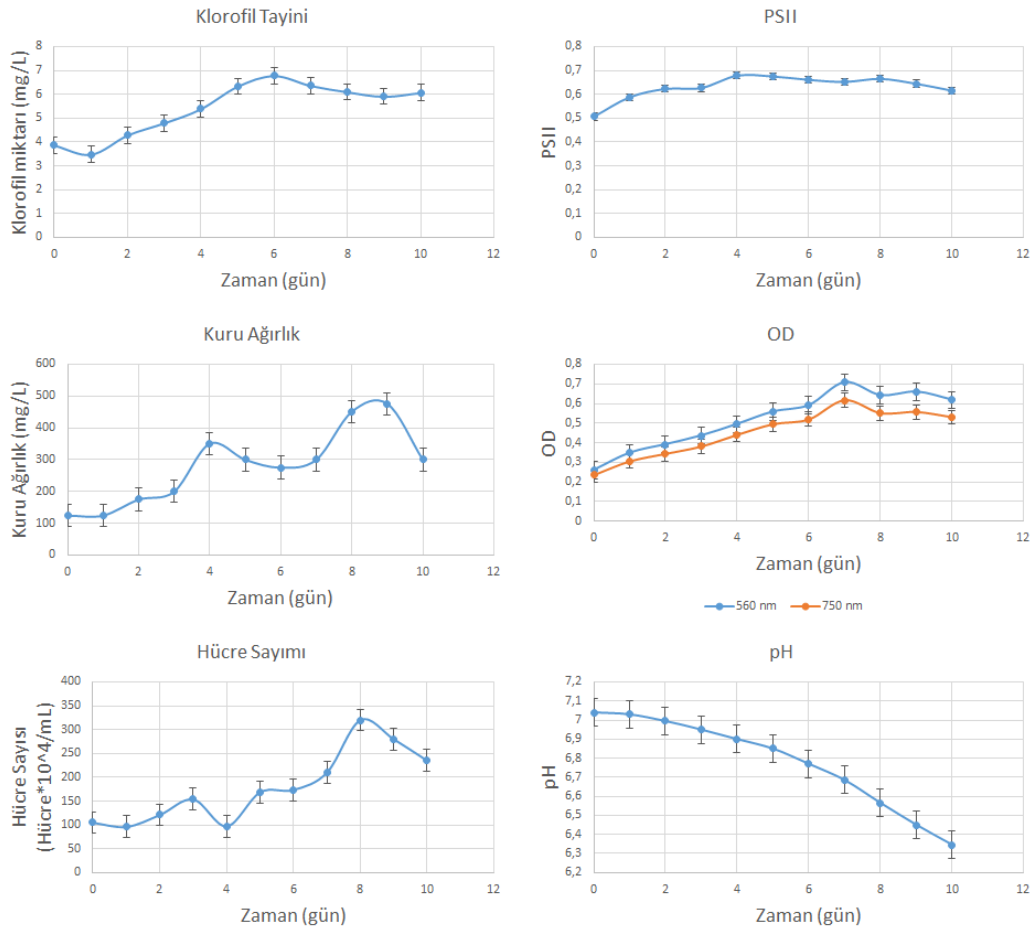 Klorofil Tayini
Klorofil miktarı (mg/L)
8
7
6
5
4
3
2
1
0
0 2 4 6 8 10 12
Zaman (gün)
PSII
PSII
0,8
0,7
0,6
0,5
0,4
0,3
0,2
0,1
0
0 2 4 6 8 10 12
Zaman (gün)
Kuru Ağırlık
Kuru Ağırlık (mg/L)
600
500
400
300
200
100
0
0 2 4 6 8 10 12
Zaman (gün)
OD
OD
0,8
0,7
0,6
0,5
0,4
0,3
0,2
0,1
0
0 2 4 6 8 10 12
Zaman (gün)
560 nm 750 nm
Hücre Sayımı
Hücre Sayısı
(Hücre*10^4/mL)
400
350
300
250
200
150
100
50
0
0 2 4 6 8 10 12
Zaman (gün)
pH
pH
7,2
7,1
7
6,9
6,8
6,7
6,6
6,5
6,4
6,3
6,2
0 2 4 6 8 10 12
Zaman (gün)